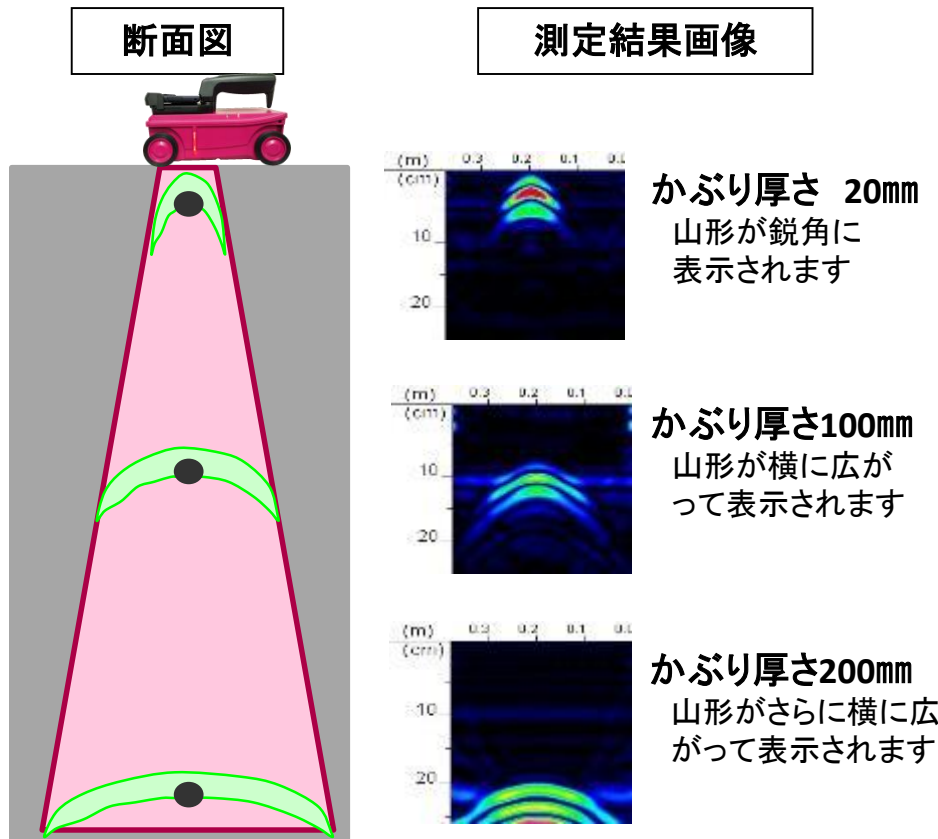 断面図
測定結果画像
(m) 0.3 0.2 0.1 0.0
(cm)
10
20
かぶり厚さ 20㎜
山形が鋭角に
表示されます
(m) 0.3 0.2 0.1
(cm)
10
20
かぶり厚さ100㎜
山形が横に広が
って表示されます
(m) 0.3 0.2 0.1
(cm)
10
20
かぶり厚さ200㎜
山形がさらに横に広
がって表示されます